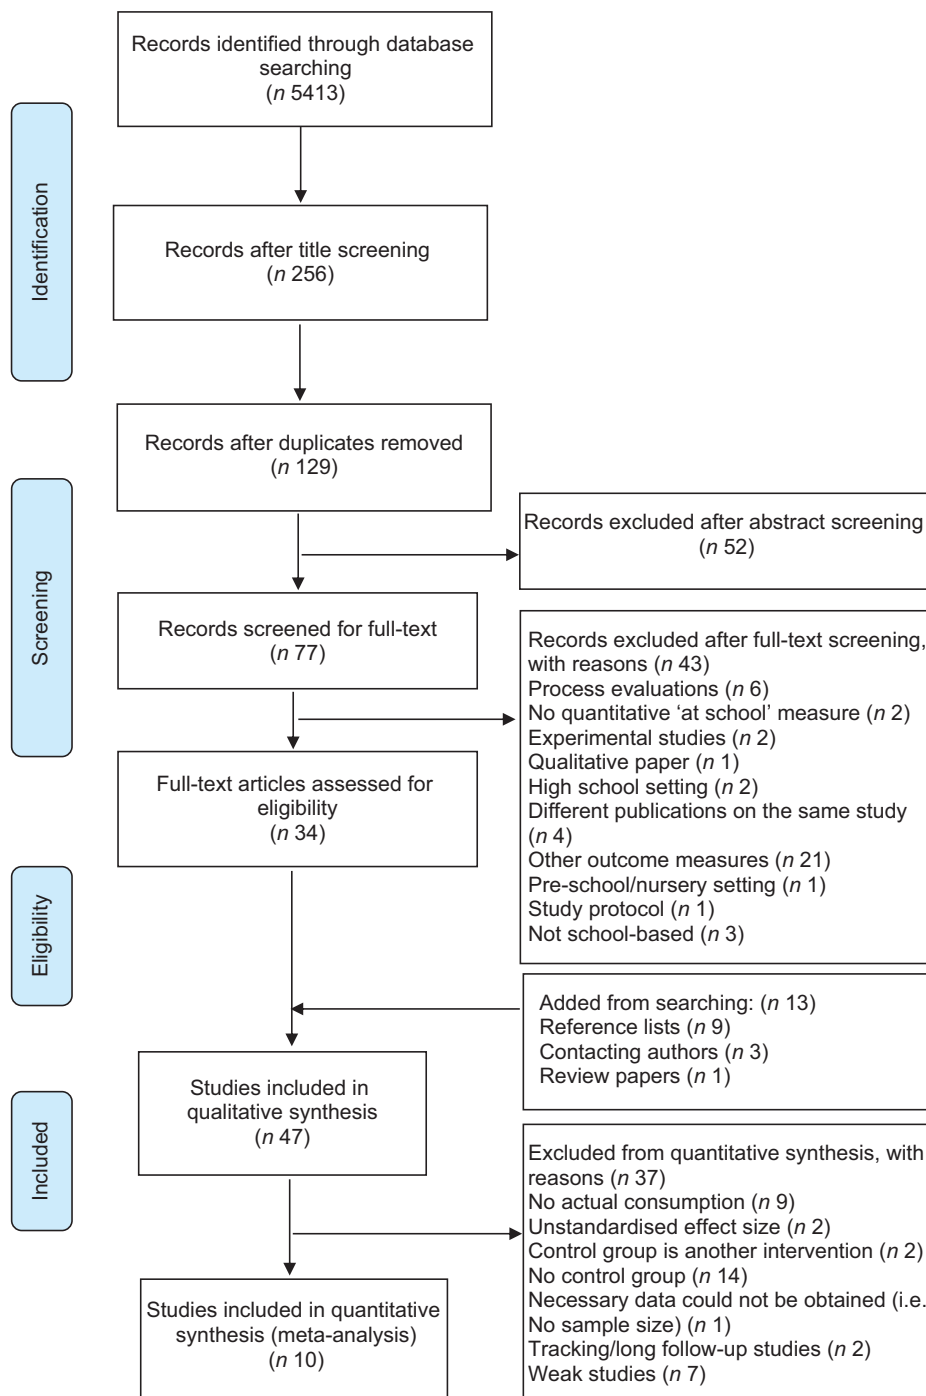 Records identified through database
searching
(n 5413)
Identification
Records after title screening
(n 256)
Records after duplicates removed
(n 129)
Records excluded after abstract screening
(n 52)
Screening
Records screened for full-text
(n 77)
Records excluded after full-text screening,
with reasons (n 43)
Process evaluations (n 6)
No quantitative ‘at school’ measure (n 2)
Experimental studies (n 2)
Qualitative paper (n 1)
High school setting (n 2)
Different publications on the same study
(n 4)
Other outcome measures (n 21)
Pre-school/nursery setting (n 1)
Study protocol (n 1)
Not school-based (n 3)
Full-text articles assessed for
eligibility
(n 34)
Eligibility
Added from searching: (n 13)
Reference lists (n 9)
Contacting authors (n 3)
Review papers (n 1)
Studies included in
qualitative synthesis
(n 47)
Included
Excluded from quantitative synthesis, with
reasons (n 37)
No actual consumption (n 9)
Unstandardised effect size (n 2)
Control group is another intervention (n 2)
No control group (n 14)
Necessary data could not be obtained (i.e.
No sample size) (n 1)
Tracking/long follow-up studies (n 2)
Weak studies (n 7)
Studies included in quantitative
synthesis (meta-analysis)
(n 10)